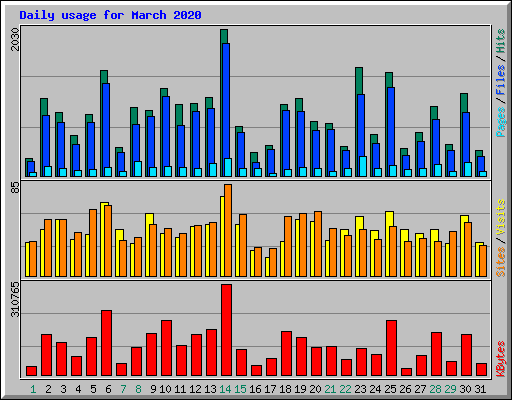 Daily usage for March 2020
2030
85
310765
Pages / Files / Hits
Sites / Visits
KBytes
1 2 3 4 5 6 7 8 9 10 11 12 13 14 15 16 17 18 19 20 21 22 23 24 25 26 27 28 29 30 31